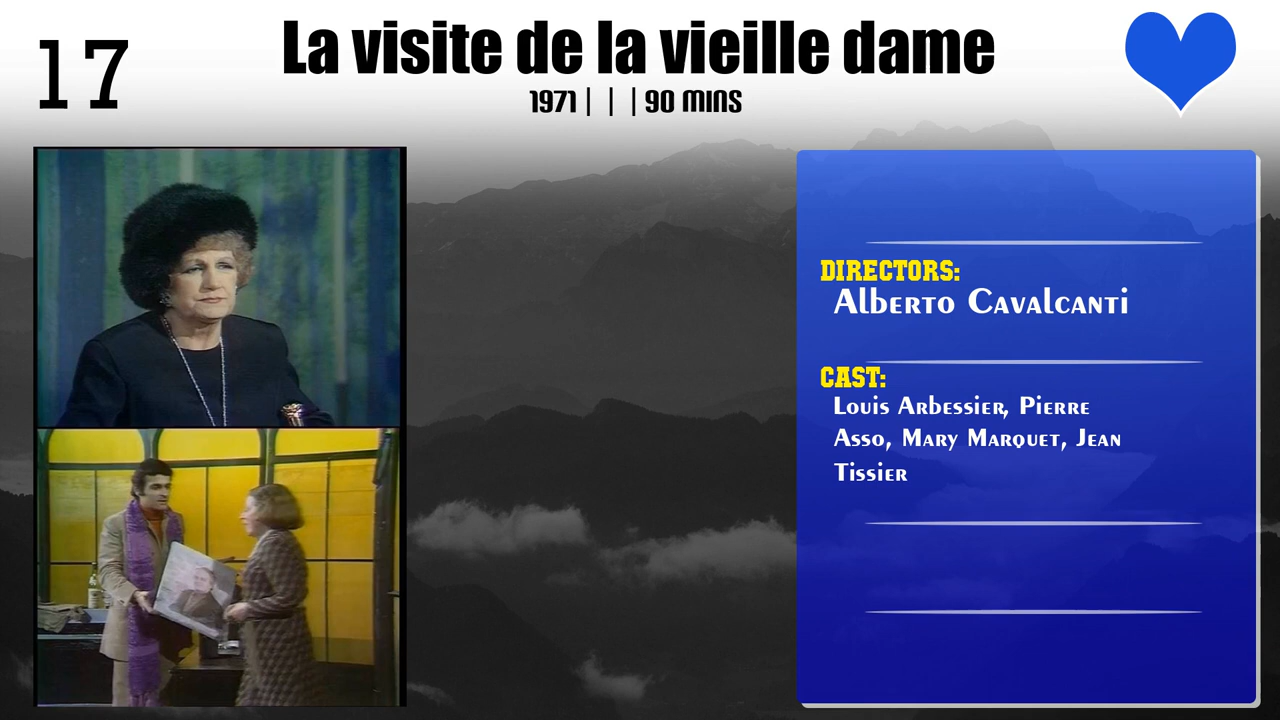 17
La visite de la vieille dame
1971 | | | 90 mins
DIRECTORS:
Alberto Cavalcanti
CAST:
Louis Arbessier, Pierre
Asso, Mary Marquet, Jean
Tissier